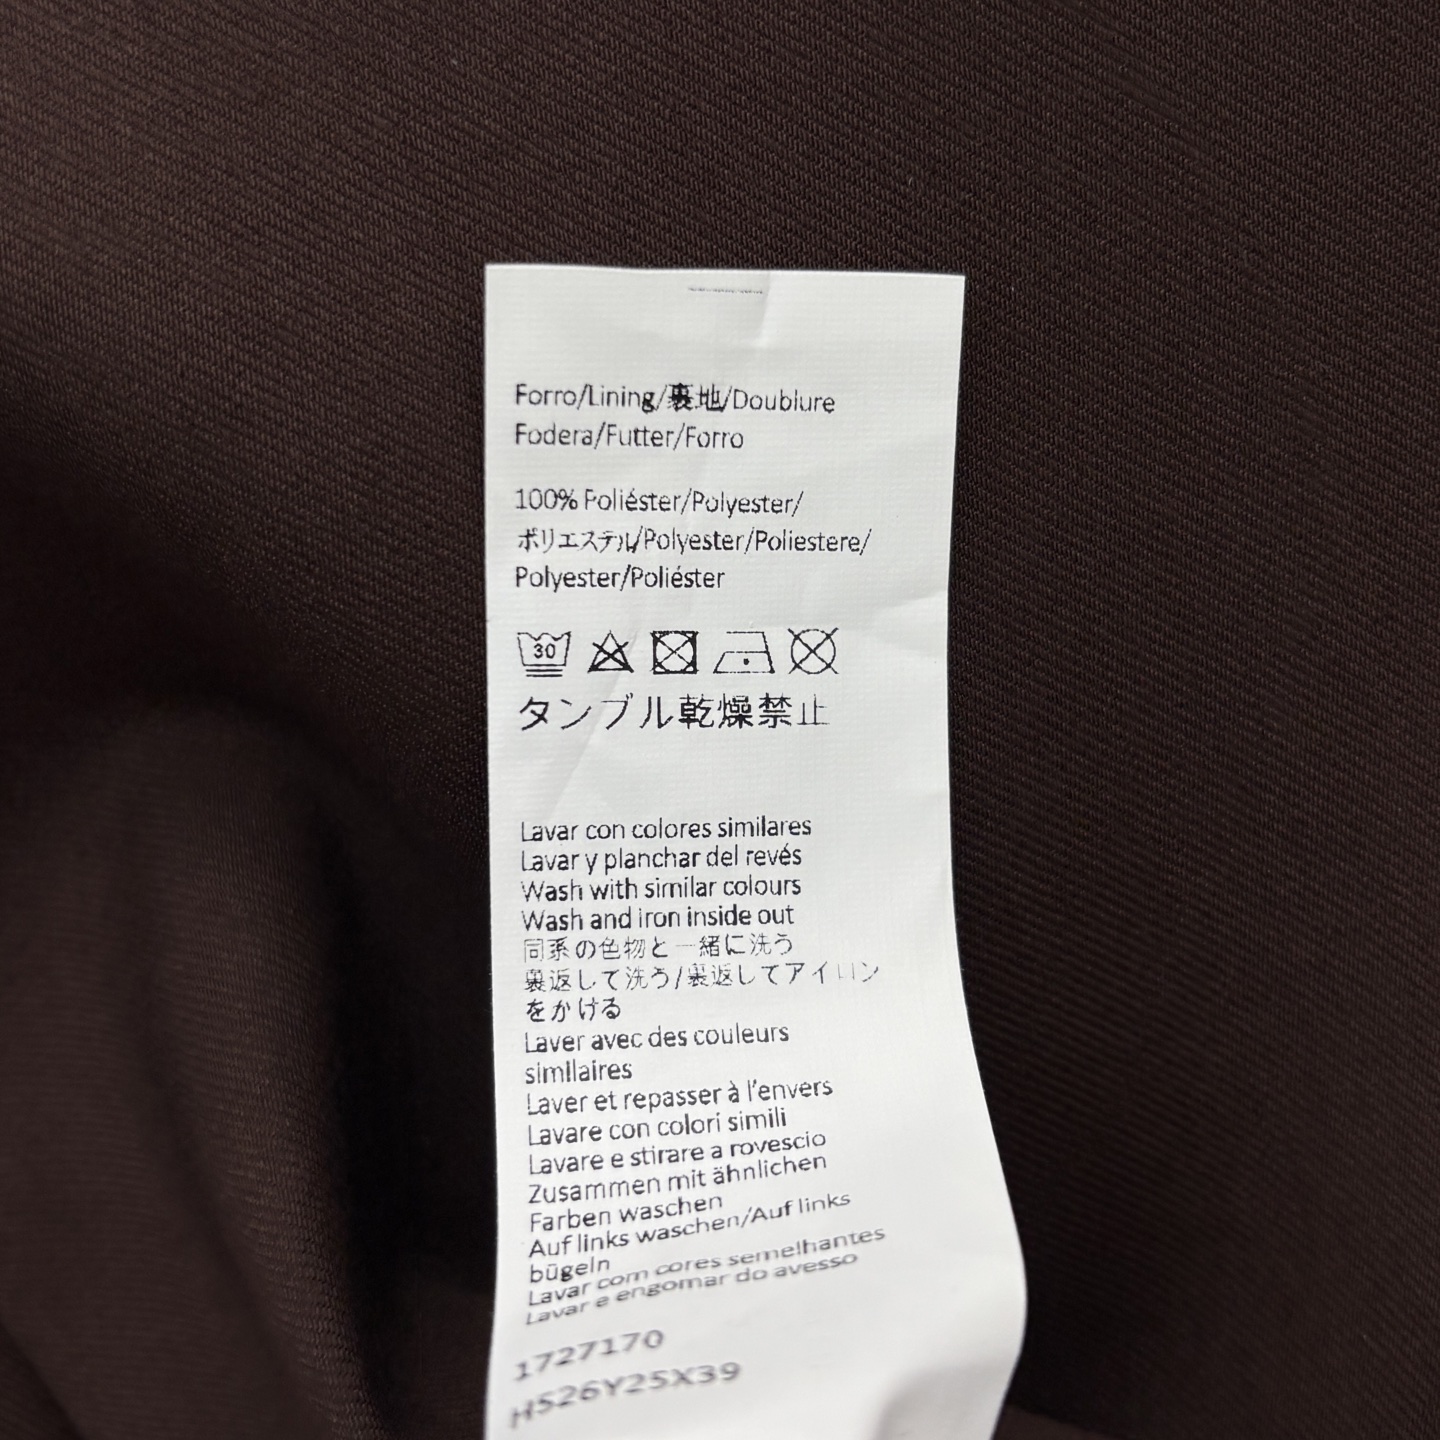 Forro/Lining/裏地/Doublure
Fodera/Futter/Forro
100% Poliéster/Polyester/
ポリエステル/Polyester/Poliestere/
Polyester/Poliéster
30
タンブル乾燥禁止
Lavar con colores similares
Lavar y planchar del revés
Wash with similar colours
Wash and iron inside out
同系の色物と一緒に洗う
裏返して洗う/裏返してアイロン
をかける
Laver avec des couleurs
similaires
Laver et repasser à l'envers
Lavare con colori simili
Lavare e stirare a rovescio
Zusammen mit ähnlichen
Farben waschen
Auf links waschen/Auf links
bügeln
Lavar com cores semelhantes
Lavar e engomar do avesso
1727170
HS26Y25X39